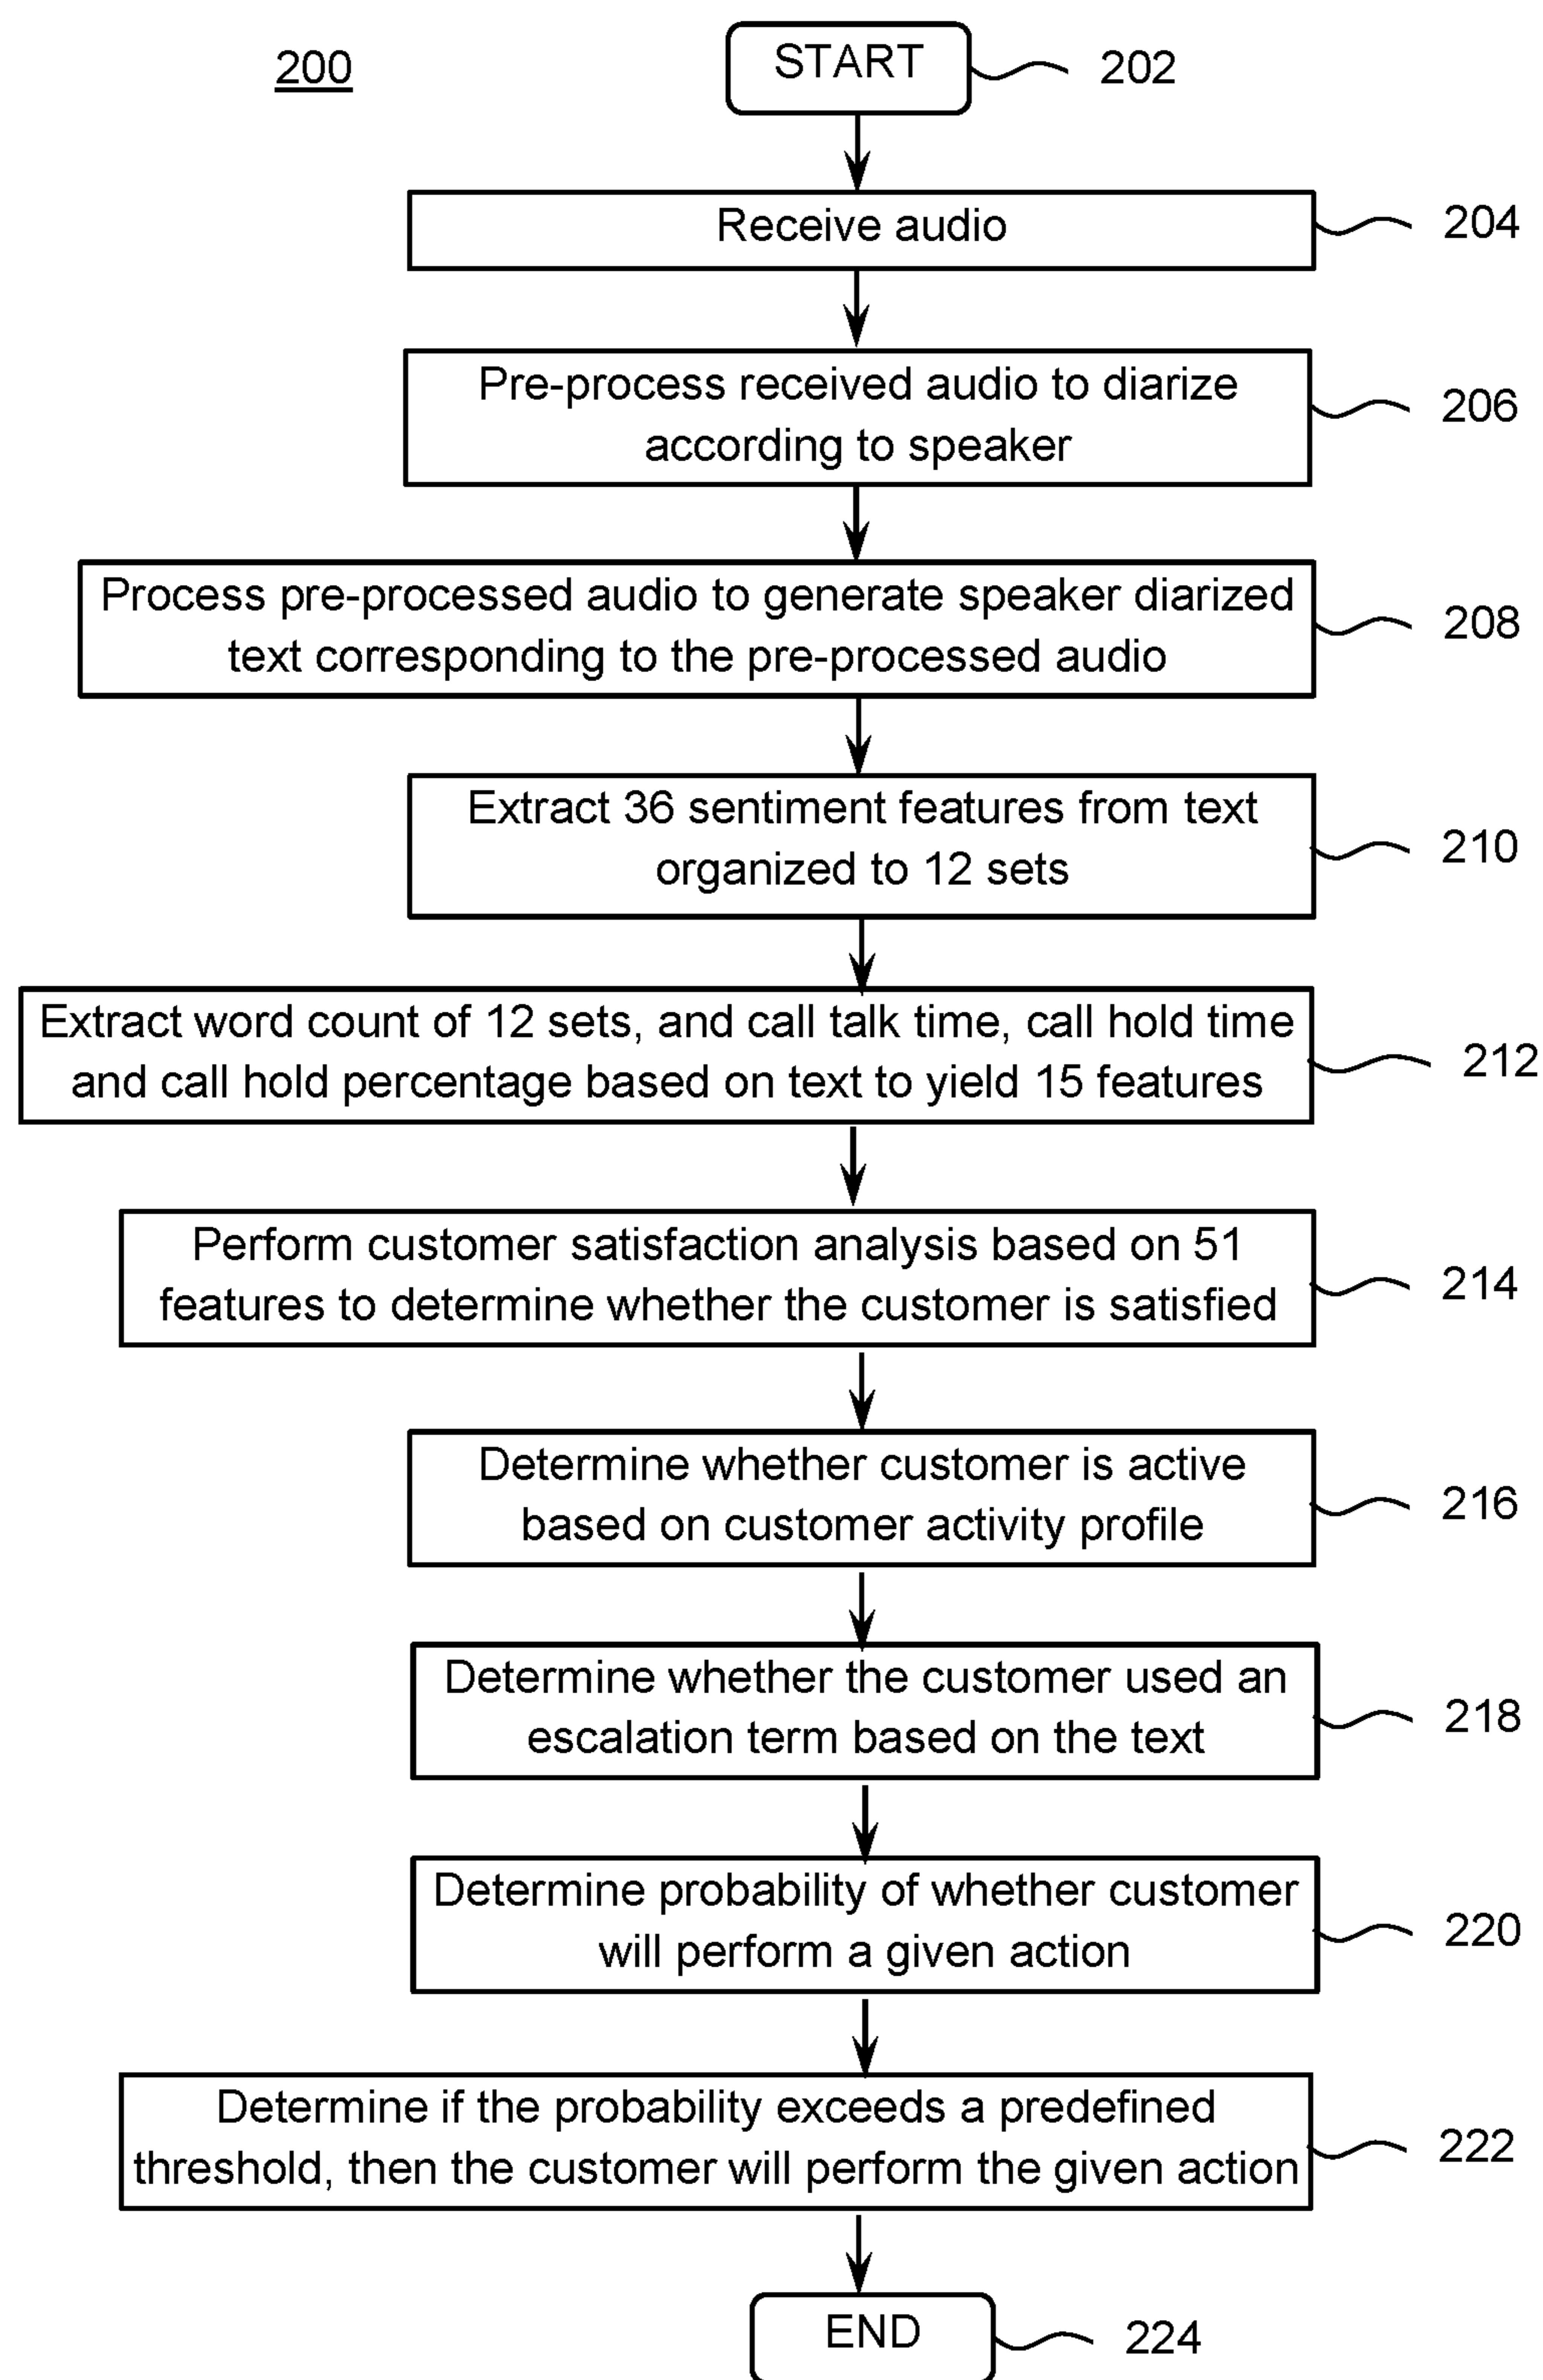 200
START
202
Receive audio
204
Pre-process received audio to diarize
according to speaker
206
Process pre-processed audio to generate speaker diarized
text corresponding to the pre-processed audio
208
Extract 36 sentiment features from text
organized to 12 sets
210
Extract word count of 12 sets, and call talk time, call hold time
and call hold percentage based on text to yield 15 features
212
Perform customer satisfaction analysis based on 51
features to determine whether the customer is satisfied
214
Determine whether customer is active
based on customer activity profile
216
Determine whether the customer used an
escalation term based on the text
218
Determine probability of whether customer
will perform a given action
220
Determine if the probability exceeds a predefined
threshold, then the customer will perform the given action
222
END
224